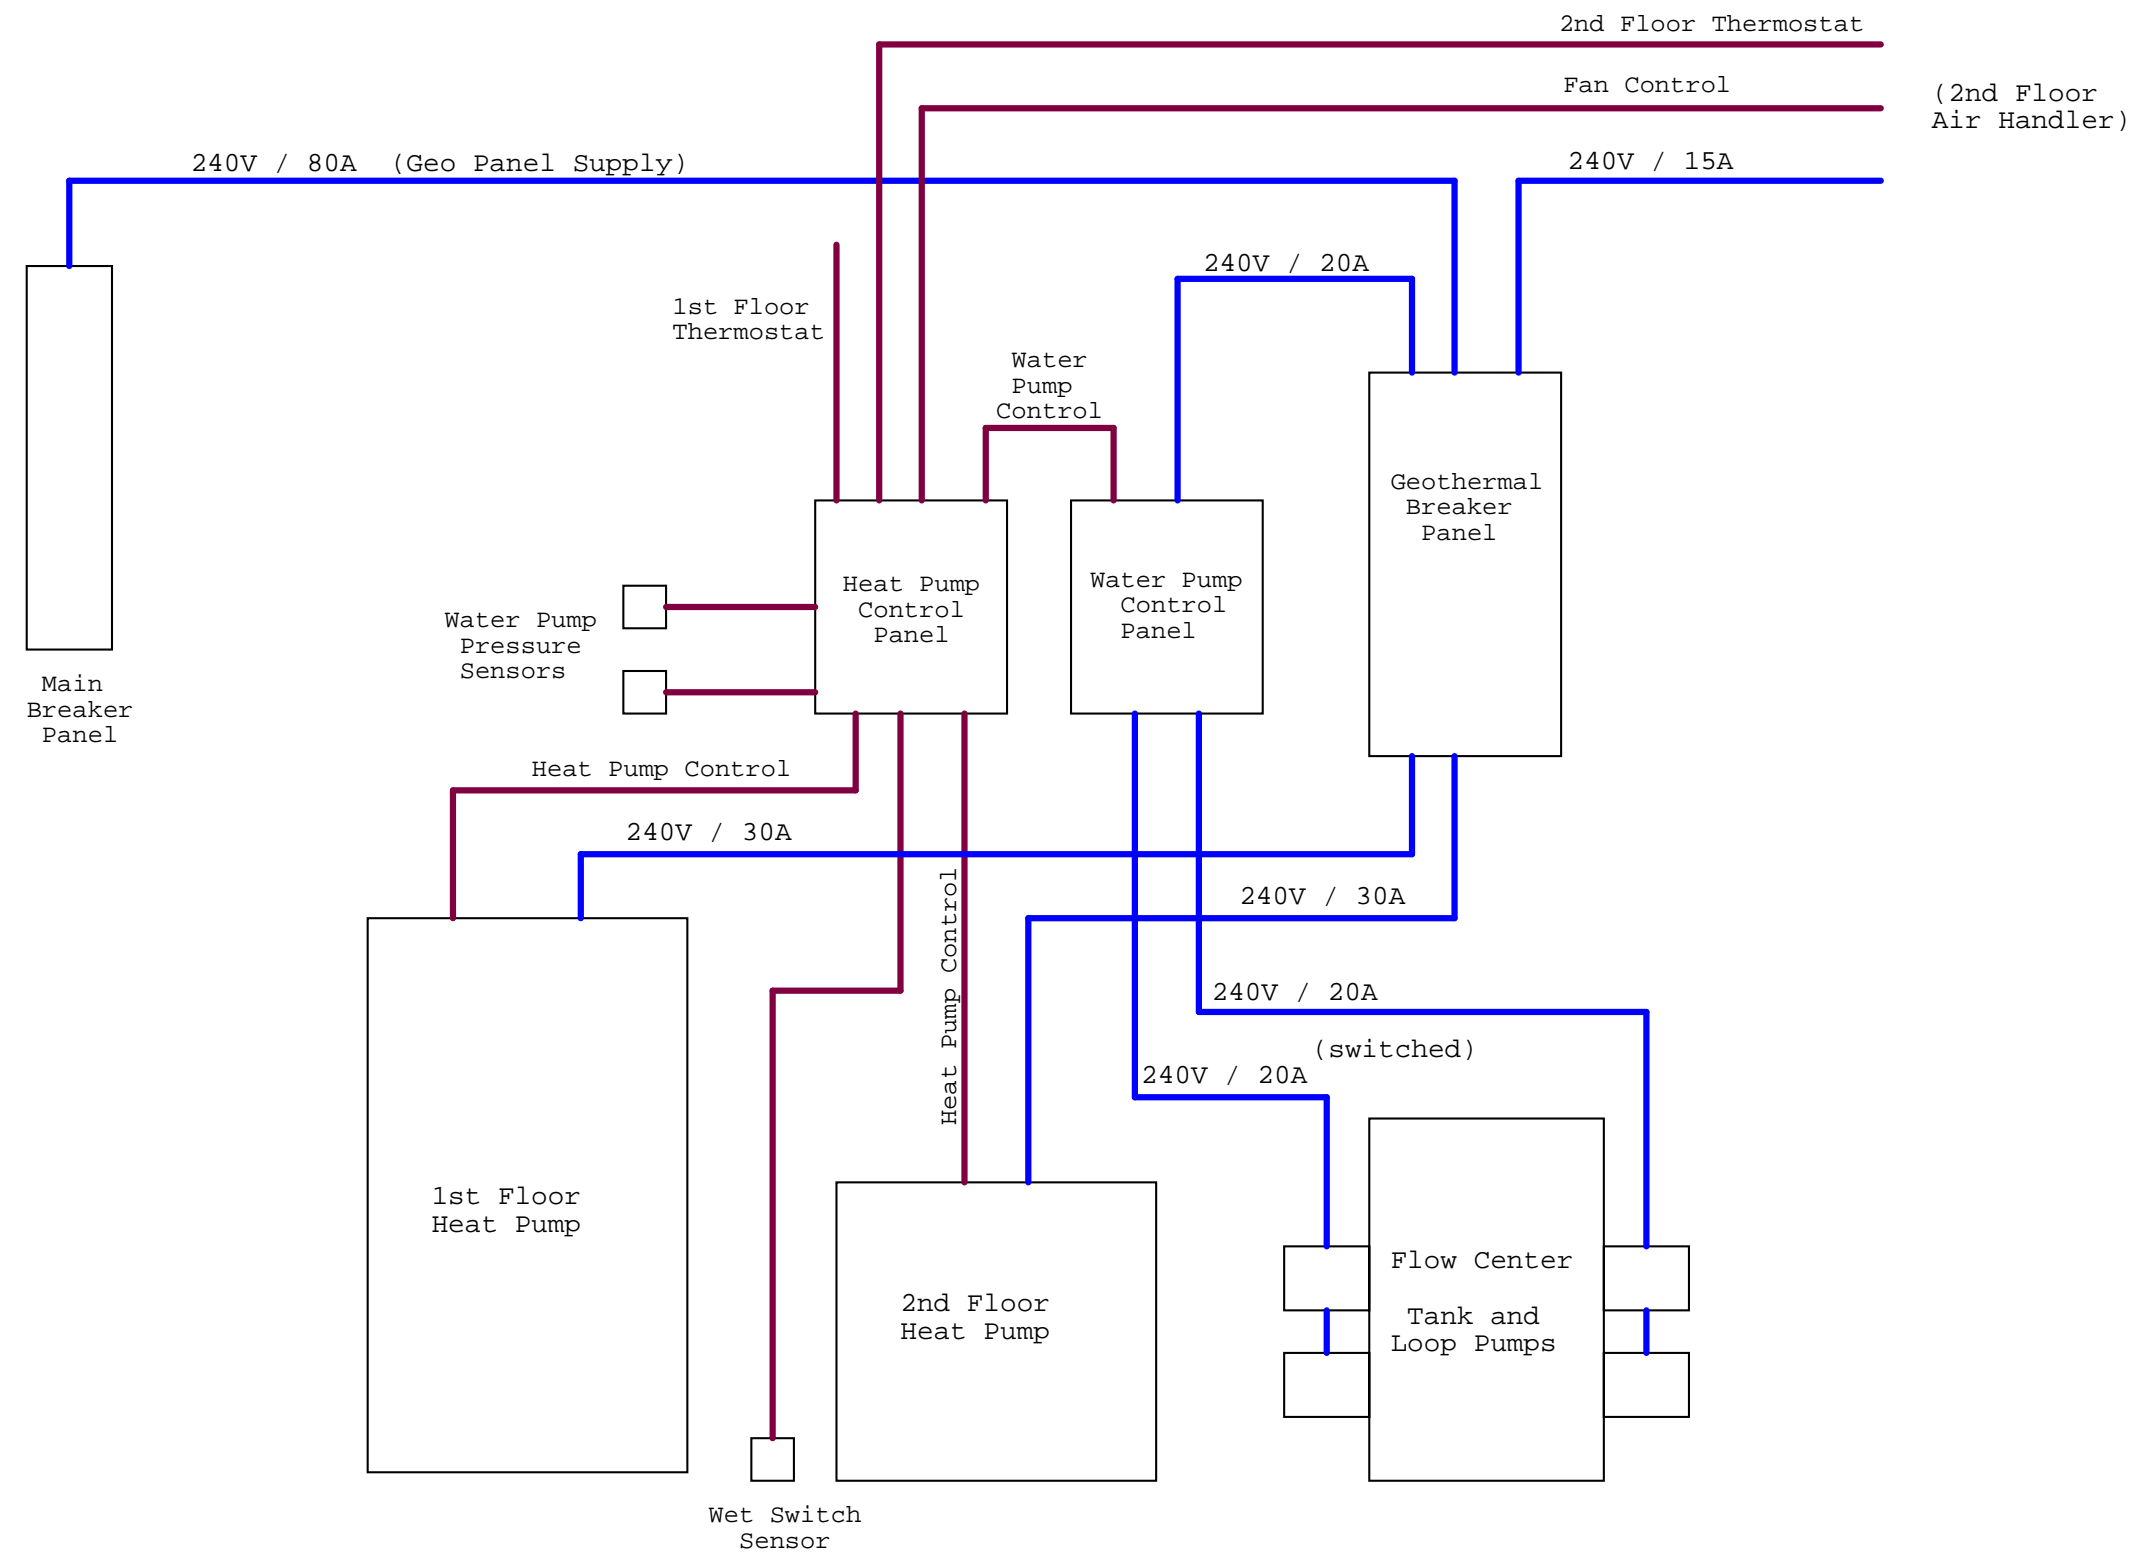 2nd Floor Thermostat
Fan Control
(2nd Floor
Air Handler)
240V / 80A  (Geo Panel Supply)
240V / 15A
240V / 20A
1st Floor
Thermostat
Water
Pump
Control
Geothermal
Breaker
Panel
Heat Pump
Control
Panel
Water Pump
Control
Panel
Water Pump
Pressure
Sensors
Main
Breaker
Panel
Heat Pump Control
240V / 30A
Heat Pump Control
240V / 30A
240V / 20A
(switched)
240V / 20A
1st Floor
Heat Pump
2nd Floor
Heat Pump
Flow Center
Tank and
Loop Pumps
Wet Switch
Sensor